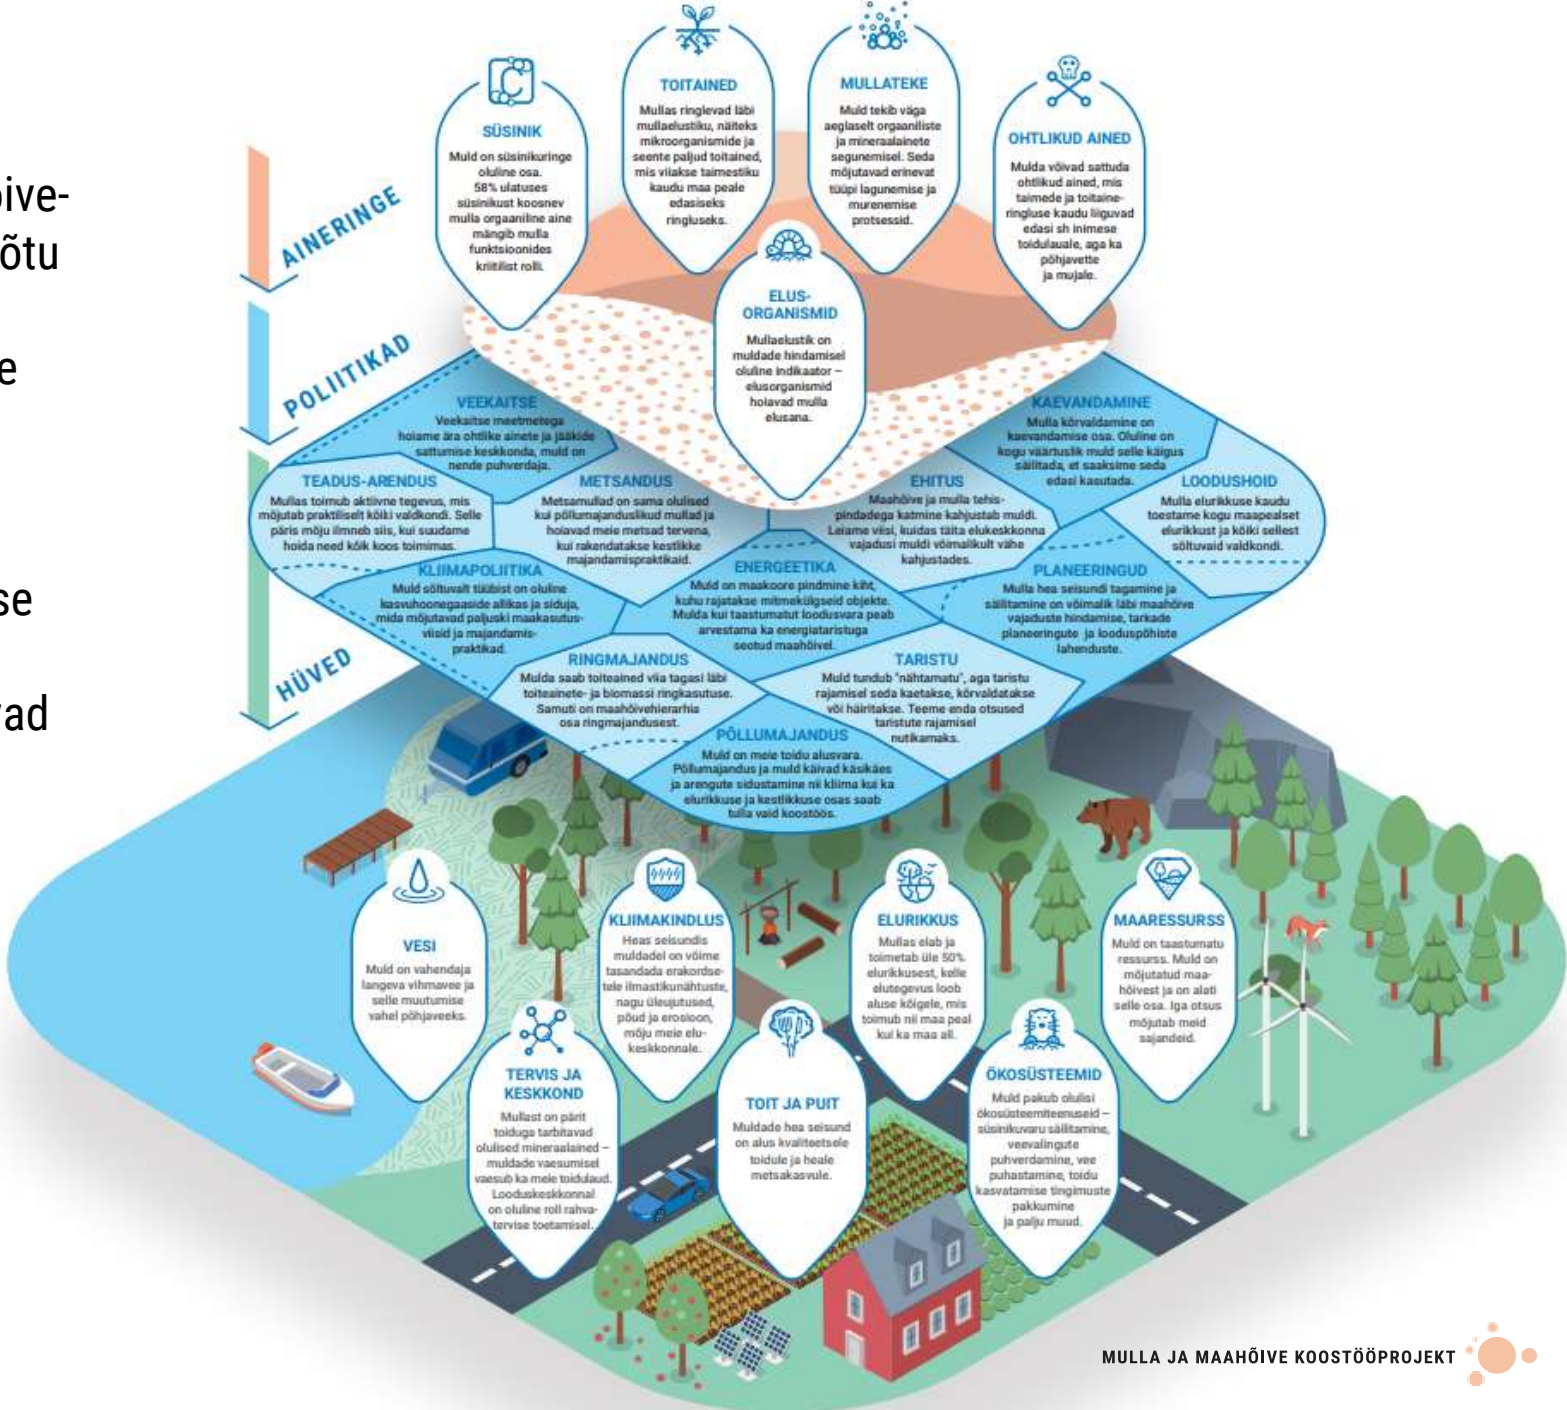 õive-
õtu
e
se
vad
AINERINGE
POLIITIKAD
HÜVED
SÜSINIK
Muld on süsinikuringe
oluline osa.
58% ulatuses
süsinikust koosnev
mulla orgaaniline aine
mängib mulla
funktsioonides
kriitilist rolli.
TOITAINED
Mullas ringlevad läbi
mullaelustiku, näiteks
mikroorganismide ja
seente paljud toitained,
mis viiakse taimestiku
kaudu maa peale
edasiseks
ringluseks.
MULLATEKE
Muld tekib väga
aeglaselt orgaaniliste
ja mineraalainete
segunemisel. Seda
mõjutavad erinevat
tüüpi lagunemise ja
murenemise
protsessid.
OHTLIKUD AINED
Mulda võivad sattuda
ohtlikud ained, mis
taimede ja toitaine-
ringluse kaudu liiguvad
edasi sh inimese
toidulauale, aga ka
põhjavette
ja mujale.
ELUS-
ORGANISMID
Mullaelustik on
muldade hindamisel
oluline indikaator –
elusorganismid
hoiavad mulla
elusana.
VEEKAITSE
Veekaitse meetmetega
hoiame ära ohtlike ainete ja jääkide
sattumise keskkonda, muld on
nende puhverdaja.
KAEVANDAMINE
Mulla kõrvaldamine on
kaevandamise osa. Oluline on
kogu väärtuslik muld selle käigus
säilitada, et saaksime seda
edasi kasutada.
TEADUS-ARENDUS
Mullas toimub aktiivne tegevus, mis
mõjutab praktiliselt kõiki valdkondi. Selle
päris mõju ilmneb siis, kui suudame
hoida need kõik koos toimimas.
METSANDUS
Metsamullad on sama olulised
kui põllumajanduslikud mullad ja
hoiavad meie metsad tervena,
kui rakendatakse kestlikke
majandamispraktikaid.
EHITUS
Maahõive ja mulla tehis-
pindadega katmine kahjustab muldi.
Leiame viisi, kuidas täita elukeskkonna
vajadusi muldi võimalikult vähe
kahjustades.
LOODUSHOID
Mulla elurikkuse kaudu
toestame kogu maapealset
elurikkust ja kõiki sellest
sõltuvaid valdkondi.
KLIIMAPOLIITIKA
Muld sõltuvalt tüübist on oluline
kasvuhoonegaaside allikas ja siduja,
mida mõjutavad paljuski maakasutus-
viisid ja majandamis-
praktikad.
ENERGEETIKA
Muld on maakoore pindmine kiht,
kuhu rajatakse mitmekülgseid objekte.
Mulda kui taastumatut loodusvara peab
arvestama ka energiataristuga
seotud maahõivel.
PLANEERINGUD
Mulla hea seisundi tagamine ja
säilitamine on võimalik läbi maahõive
vajaduste hindamise, tarkade
planeeringute ja looduspõhiste
lahenduste.
RINGMAJANDUS
Mulda saab toiteained viia tagasi läbi
toiteainete- ja biomassi ringkasutuse.
Samuti on maahõivehierarhia
osa ringmajandusest.
TARISTU
Muld tundub "nähtamatu", aga taristu
rajamisel seda kaetakse, kõrvaldatakse
või häiritakse. Teeme enda otsused
taristute rajamisel
nutikamaks.
PÕLLUMAJANDUS
Muld on meie toidu alusvara.
Põllumajandus ja muld käivad käsikäes
ja arengute sidustamine nii kliima kui ka
elurikkuse ja kestlikkuse osas saab
tulla vaid koostöös.
VESI
Muld on vahendaja
langeva vihmavee ja
selle muutumise
vahel põhjaveeks.
KLIIMAKINDLUS
Heas seisundis
muldadel on võime
tasandada erakordse-
tele ilmastikunähtuste,
nagu üleujutused,
põud ja erosioon,
mõju meie elu-
keskkonnale.
ELURIKKUS
Mullas elab ja
toimetab üle 50%
elurikkusest, kelle
elutegevus loob
aluse kõigele, mis
toimub nii maa peal
kui ka maa all.
MAARESSURSS
Muld on taastumatu
ressurss. Muld on
mõjutatud maa-
hõivest ja on alati
selle osa. Iga otsus
mõjutab meid
sajandeid.
TERVIS JA
KESKKOND
Mullast on pärit
toiduga tarbitavad
olulised mineraalained –
muldade vaesumisel
vaesub ka meie toidulaud.
Looduskeskkonnal
on oluline roll rahva-
tervise toetamisel.
TOIT JA PUIT
Muldade hea seisund
on alus kvaliteetsele
toidule ja heale
metsakasvule.
ÖKOSÜSTEEMID
Muld pakub olulisi
ökosüsteemiteenuseid –
süsinikuvaru säilitamine,
veevalingute
puhverdamine, vee
puhastamine, toidu
kasvatamise tingimuste
pakkumine
ja palju muud.
MULLA JA MAAHÕIVE KOOSTÖÖPROJEKT